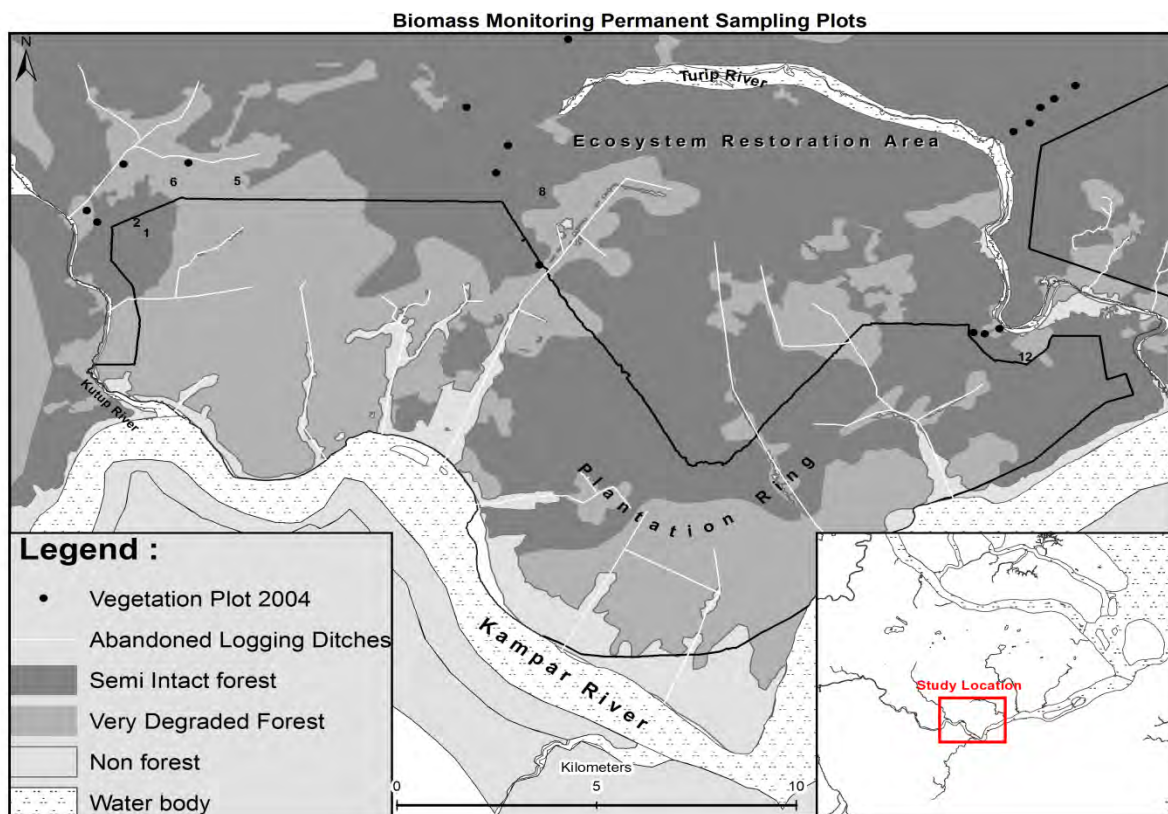 Biomass Monitoring Permanent Sampling Plots
N
Turip River
Ecosystem Restoration Area
6
5
8
2
1
12
Kutup River
Plantation Ring
Kampar River
Legend :
Vegetation Plot 2004
Abandoned Logging Ditches
Semi Intact forest
Very Degraded Forest
Non forest
Water body
Kilometers
0 5 10
Study Location